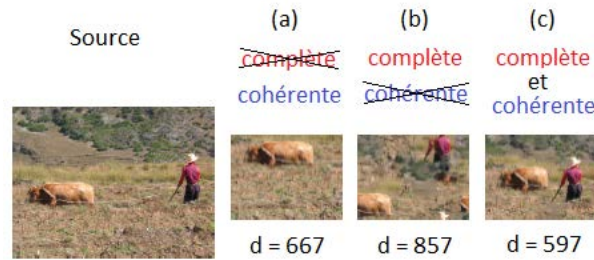 Source
(a)
complète
cohérente
d = 667
(b)
complète
cohérente
d = 857
(c)
complète
et
cohérente
d = 597